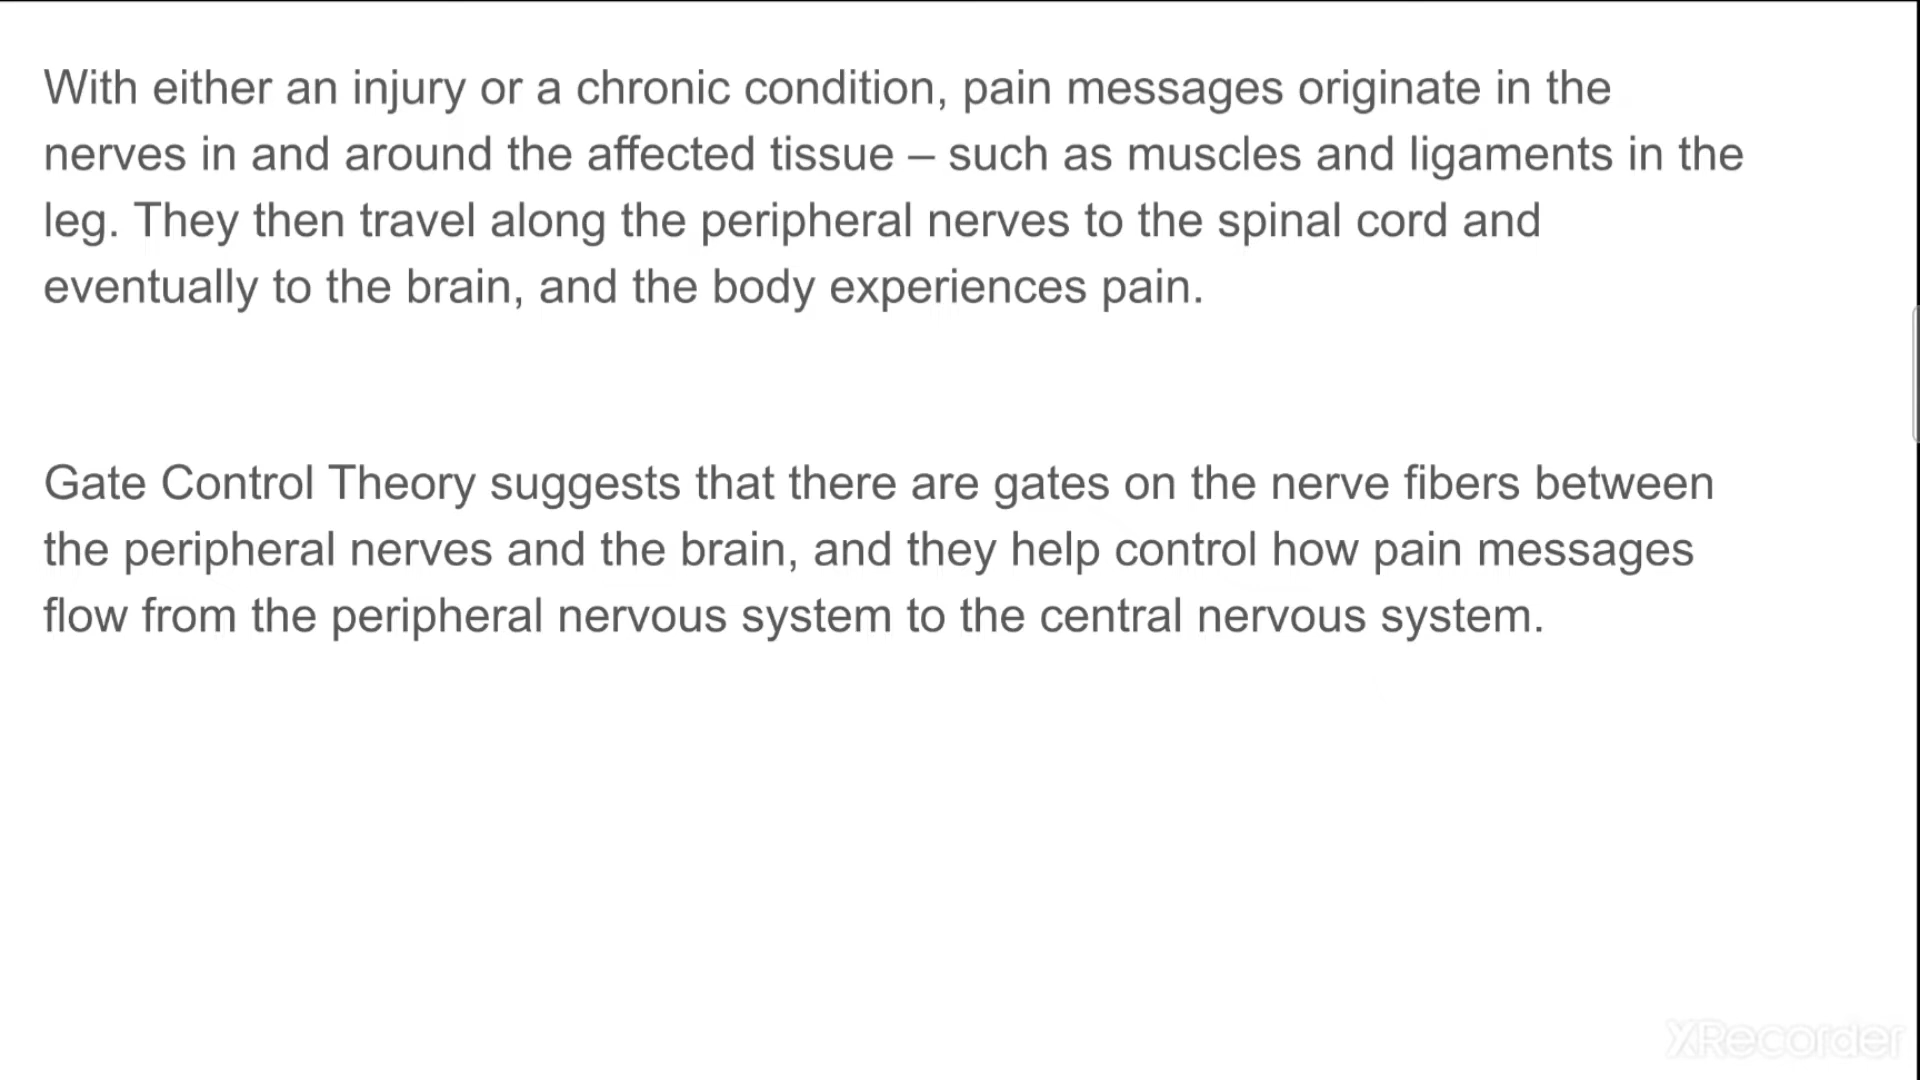 With either an injury or a chronic condition, pain messages originate in the
nerves in and around the affected tissue – such as muscles and ligaments in the
leg. They then travel along the peripheral nerves to the spinal cord and
eventually to the brain, and the body experiences pain.
Gate Control Theory suggests that there are gates on the nerve fibers between
the peripheral nerves and the brain, and they help control how pain messages
flow from the peripheral nervous system to the central nervous system.
XRecorder